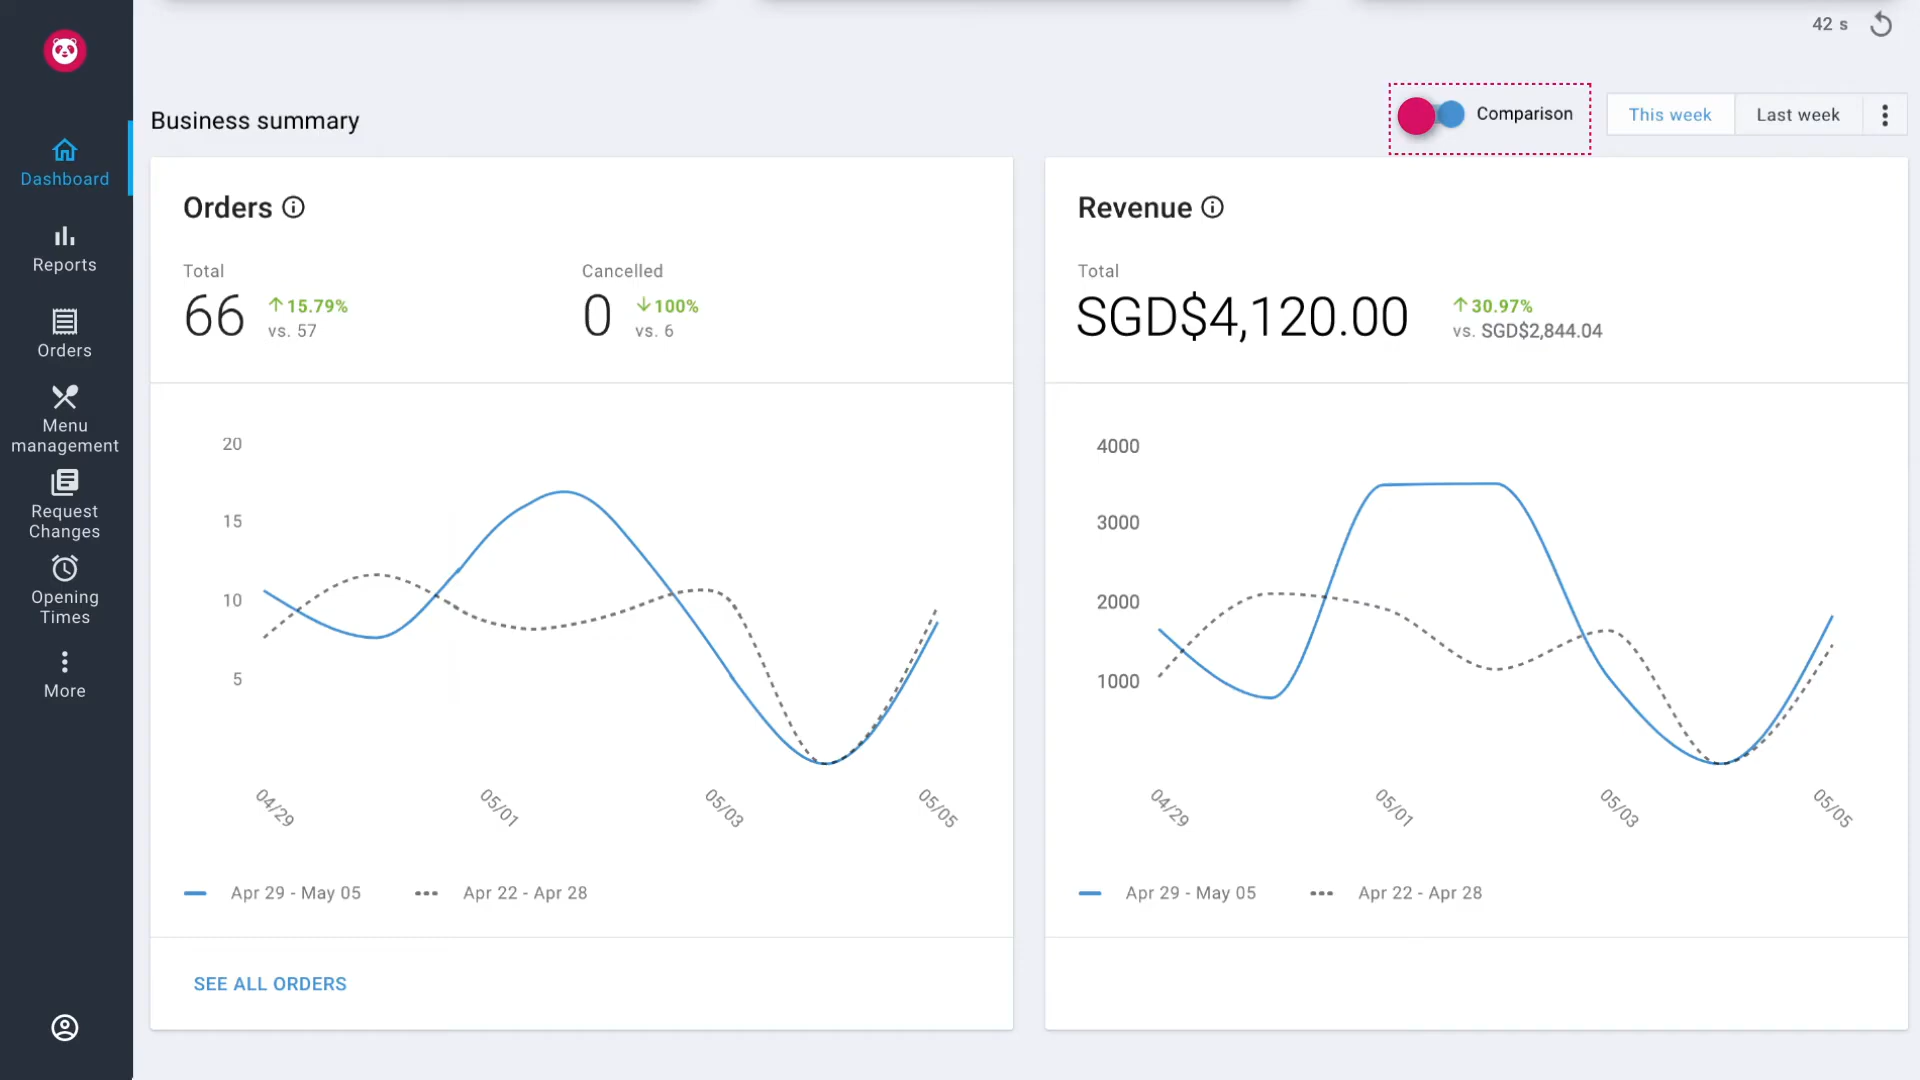 42 s
Business summary
Comparison
This week
Last week
Dashboard
Reports
Orders
Menu
management
Request
Changes
Opening
Times
More
Orders
Total
66
15.79%
vs. 57
Cancelled
0
100%
vs. 6
20
15
10
5
04/29
05/01
05/03
05/05
Apr 29 - May 05
Apr 22 - Apr 28
SEE ALL ORDERS
Revenue
Total
SGD$4,120.00
30.97%
vs. SGD$2,844.04
4000
3000
2000
1000
04/29
05/01
05/03
05/05
Apr 29 - May 05
Apr 22 - Apr 28